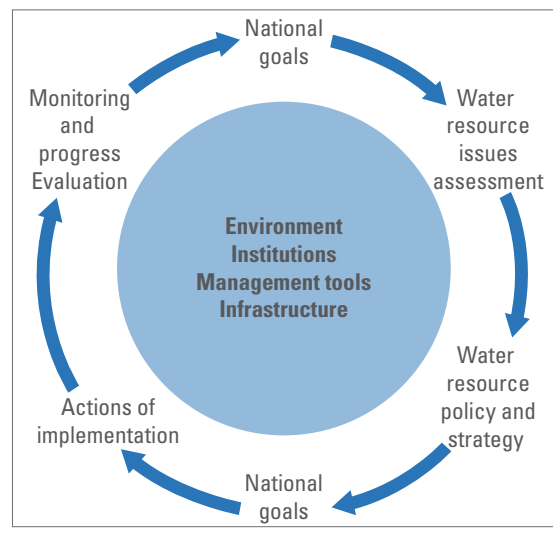 National
goals
Water
resource
issues
assessment
Water
resource
policy and
strategy
National
goals
Actions of
implementation
Monitoring
and
progress
Evaluation
Environment
Institutions
Management tools
Infrastructure